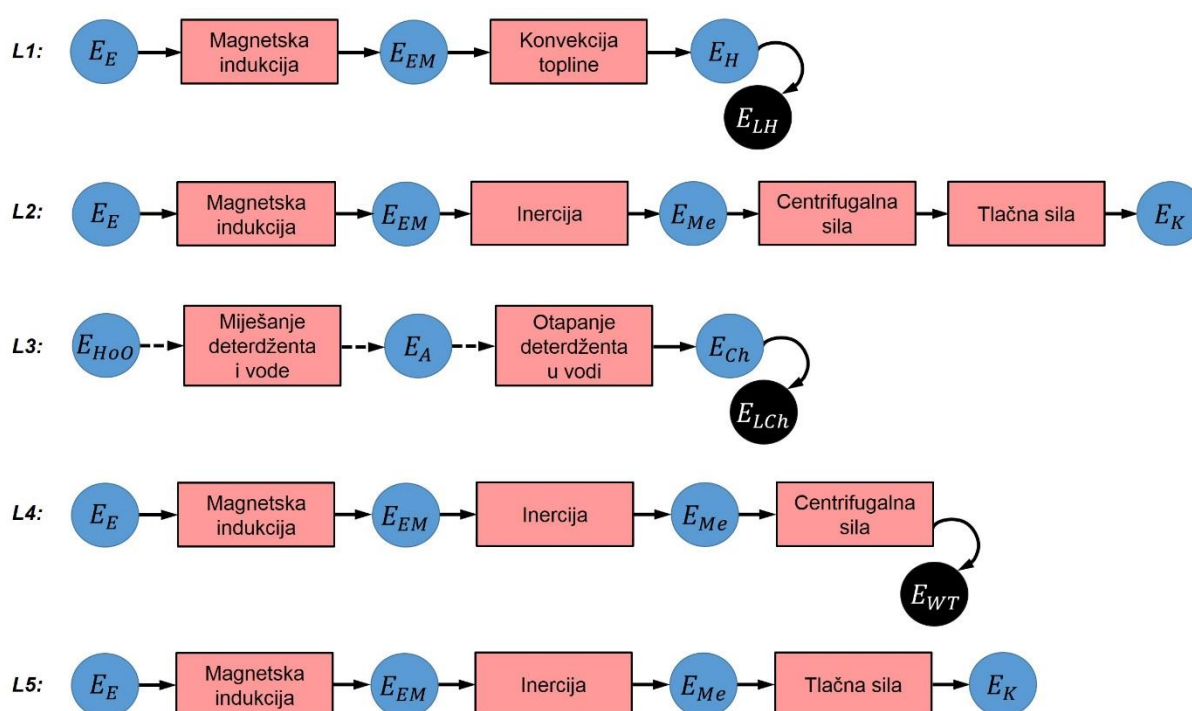 L1: E_E Magnetska indukcija E_EM Konvekcija topline E_H
E_LH
L2: E_E Magnetska indukcija E_EM Inercija E_Me Centrifugalna sila Tlačna sila E_K
L3: E_HoO Miješanje deterdženta i vode E_A Otapanje deterdženta u vodi E_Ch
E_LCh
L4: E_E Magnetska indukcija E_EM Inercija E_Me Centrifugalna sila
E_WT
L5: E_E Magnetska indukcija E_EM Inercija E_Me Tlačna sila E_K